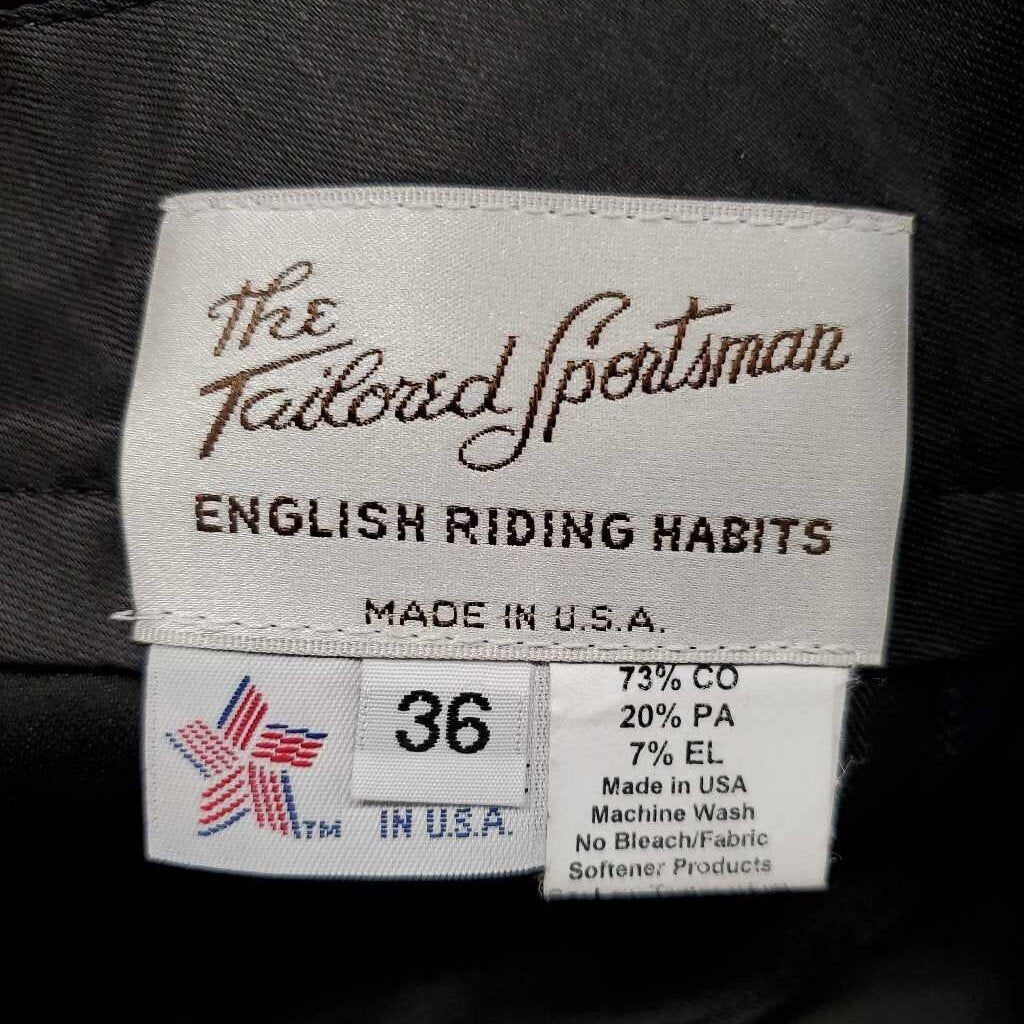 The
Tailored Sportsman
ENGLISH RIDING HABITS
MADE IN U.S.A.
36
TM IN U.S.A.
73% CO
20% PA
7% EL
Made in USA
Machine Wash
No Bleach/Fabric
Softener Products